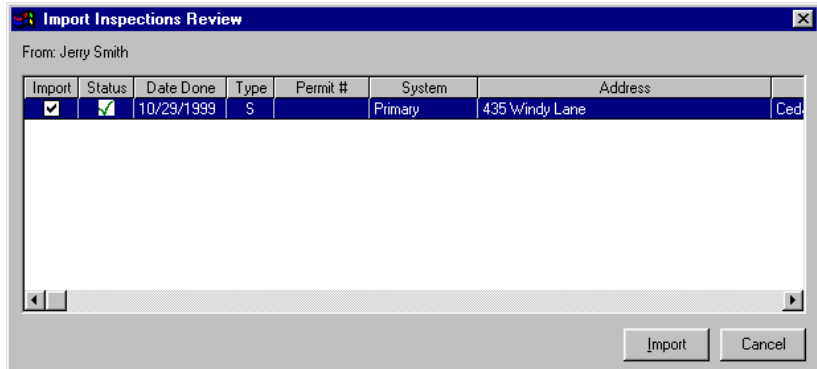 Import Inspections Review
From: Jerry Smith
Import Status Date Done Type Permit # System Address
10/29/1999 S Primary 435 Windy Lane
Import Cancel